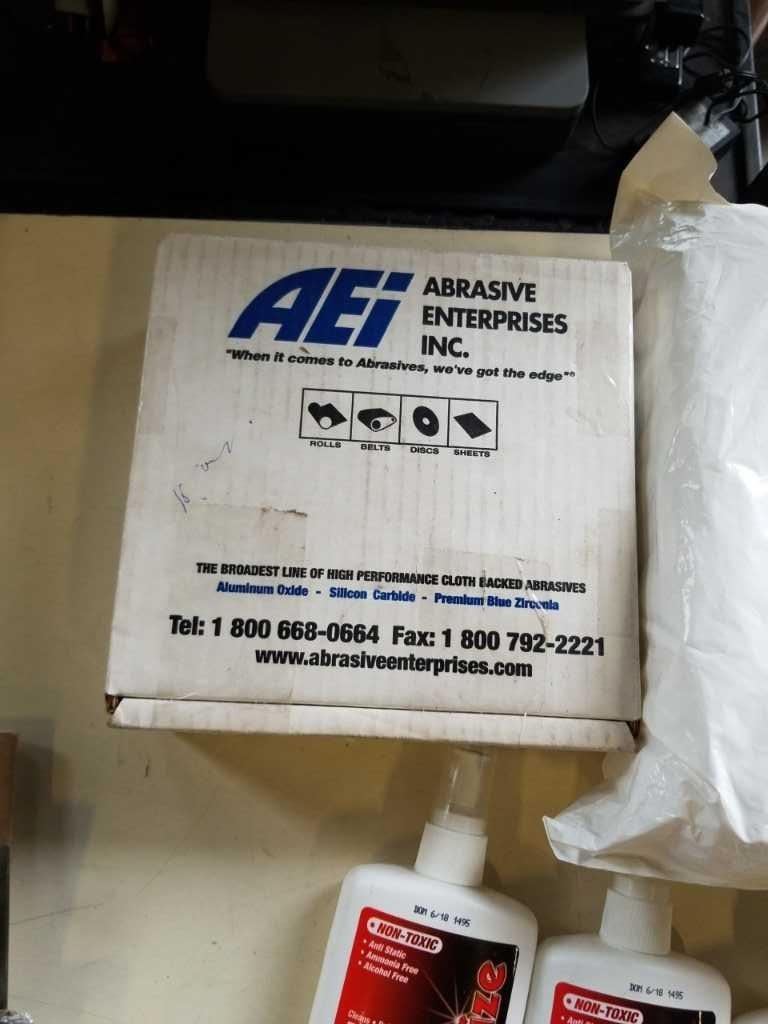 AEi
ABRASIVE
ENTERPRISES
INC.
"When it comes to Abrasives, we've got the edge"®
ROLLS BELTS DISCS SHEETS
THE BROADEST LINE OF HIGH PERFORMANCE CLOTH BACKED ABRASIVES
Aluminum Oxide - Silicon Carbide - Premium Blue Zirconia
Tel: 1 800 668-0664 Fax: 1 800 792-2221
www.abrasiveenterprises.com
DOM 6/18 1495
NON-TOXIC
• Anti Static
• Ammonia Free
• Alcohol Free
Cleans •
DOM 6/18 1495
NON-TOXIC